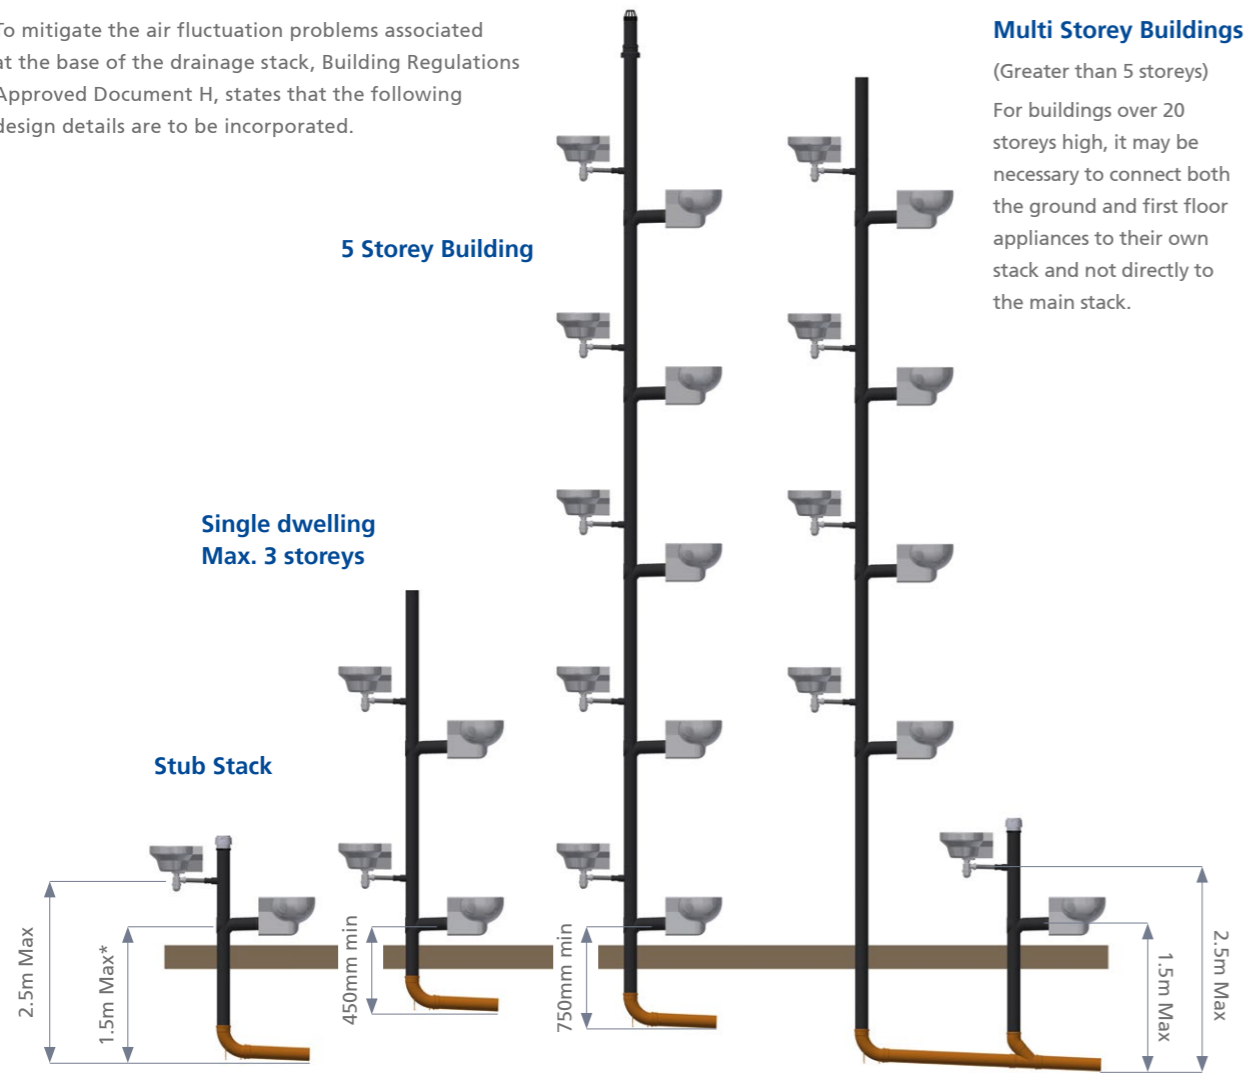 To mitigate the air fluctuation problems associated
at the base of the drainage stack, Building Regulations
Approved Document H, states that the following
design details are to be incorporated.
Multi Storey Buildings
(Greater than 5 storeys)
For buildings over 20
storeys high, it may be
necessary to connect both
the ground and first floor
appliances to their own
stack and not directly to
the main stack.
5 Storey Building
Single dwelling
Max. 3 storeys
Stub Stack
2.5m Max
1.5m Max*
450mm min
750mm min
1.5m Max
2.5m Max